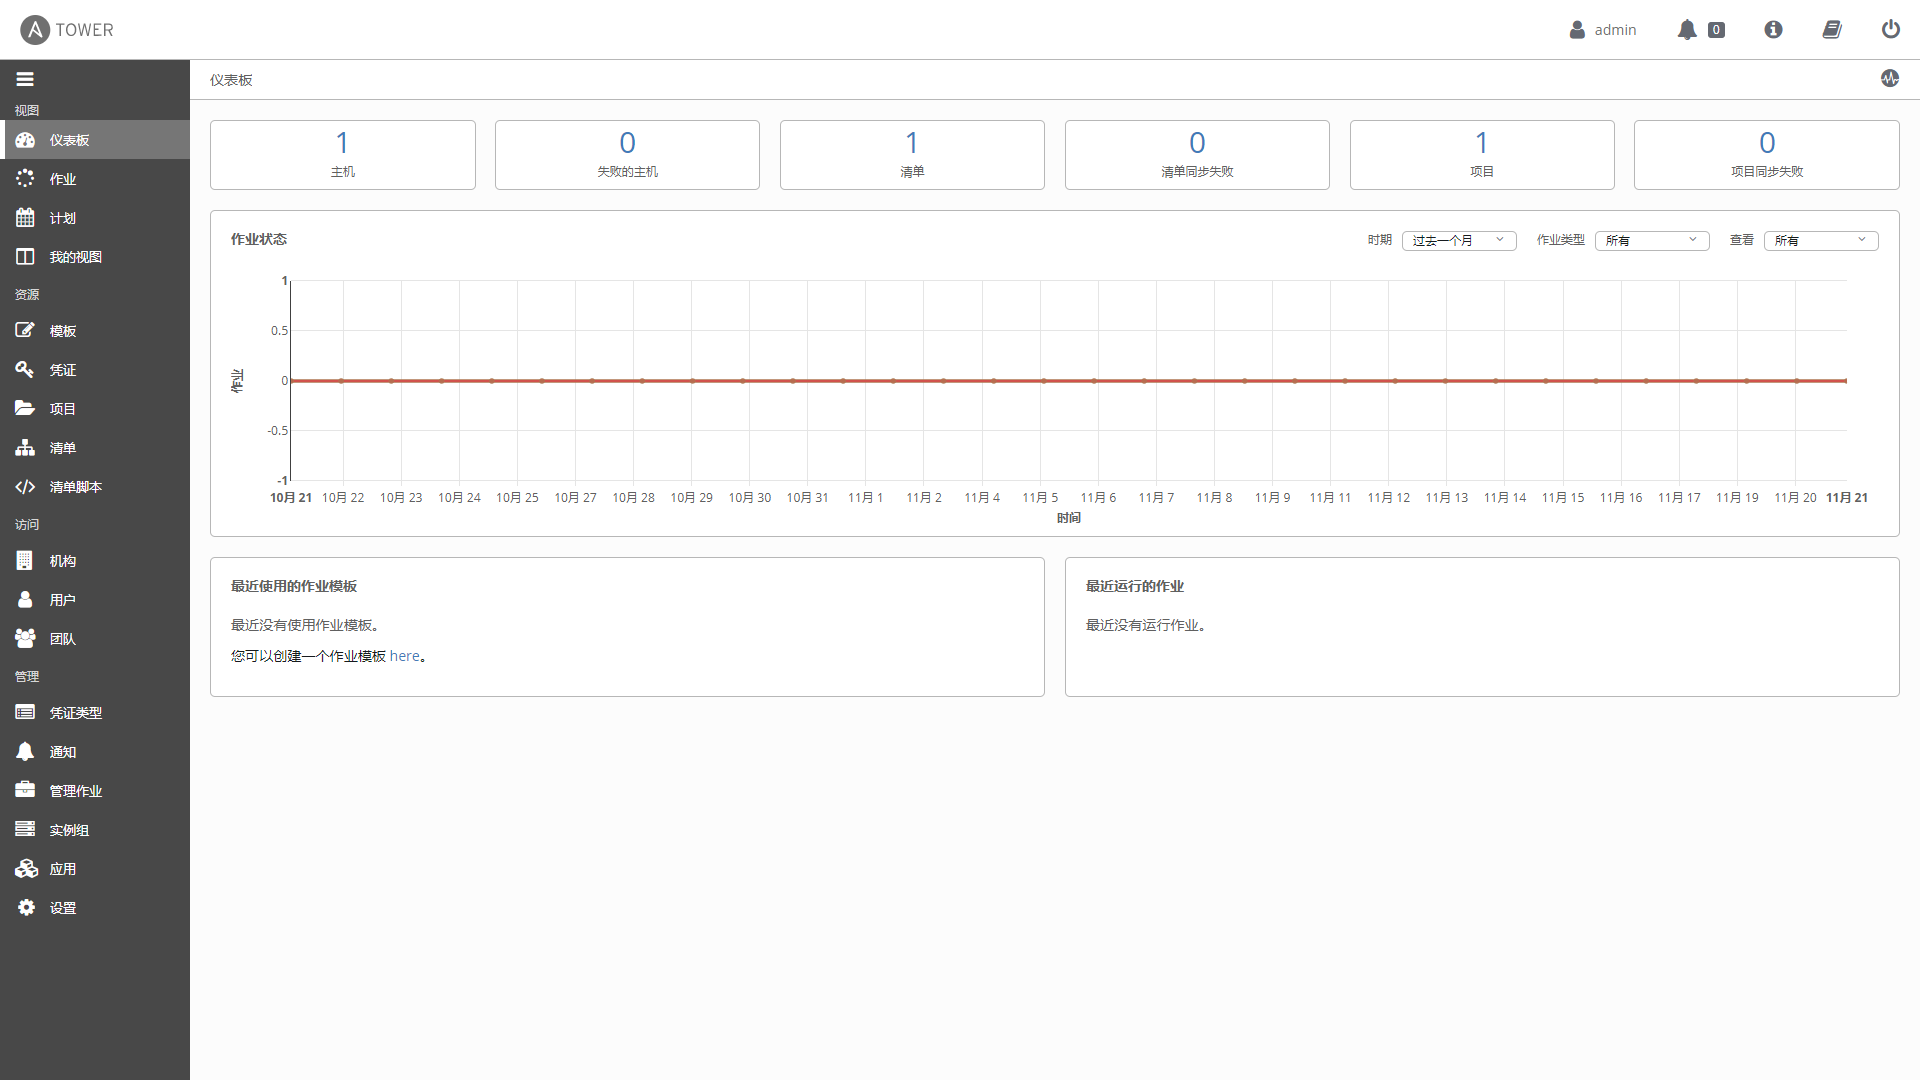 TOWER
admin
0
视图
仪表板
作业
计划
我的视图
资源
模板
凭证
项目
清单
清单脚本
访问
机构
用户
团队
管理
凭证类型
通知
管理作业
实例组
应用
设置
仪表板
1
主机
0
失败的主机
1
清单
0
清单同步失败
1
项目
0
项目同步失败
作业状态
时期 过去一个月 作业类型 所有 查看 所有
1
0.5
0
-0.5
-1
作业
10月 21 10月 22 10月 23 10月 24 10月 25 10月 27 10月 28 10月 29 10月 30 10月 31 11月 1 11月 2 11月 4 11月 5 11月 6 11月 7 11月 8 11月 9 11月 11 11月 12 11月 13 11月 14 11月 15 11月 16 11月 17 11月 19 11月 20 11月 21
时间
最近使用的作业模板
最近没有使用作业模板。
您可以创建一个作业模板 here。
最近运行的作业
最近没有运行作业。